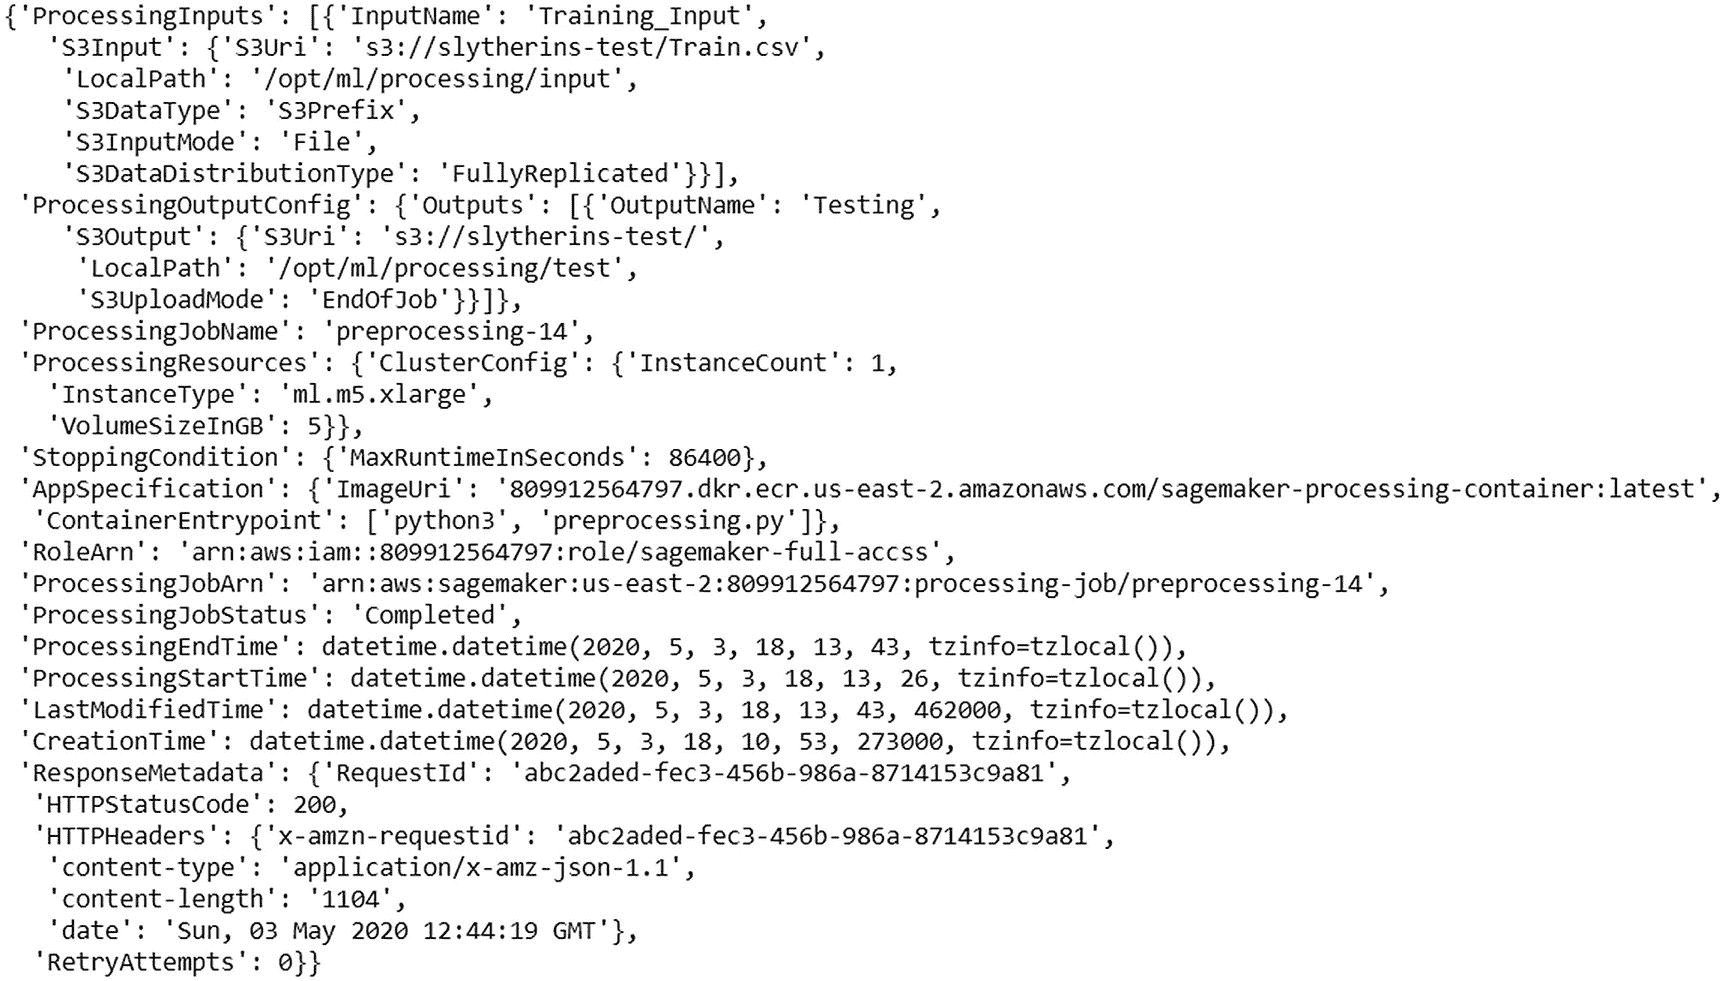 {'ProcessingInputs': [{'InputName': 'Training_Input',
'S3Input': {'S3Uri': 's3://slytherins-test/Train.csv',
'LocalPath': '/opt/ml/processing/input',
'S3DataType': 'S3Prefix',
'S3InputMode': 'File',
'S3DataDistributionType': 'FullyReplicated'}}],
'ProcessingOutputConfig': {'Outputs': [{'OutputName': 'Testing',
'S3Output': {'S3Uri': 's3://slytherins-test/',
'LocalPath': '/opt/ml/processing/test',
'S3UploadMode': 'EndOfJob'}}]},
'ProcessingJobName': 'preprocessing-14',
'ProcessingResources': {'ClusterConfig': {'InstanceCount': 1,
'InstanceType': 'ml.m5.xlarge',
'VolumeSizeInGB': 5}},
'StoppingCondition': {'MaxRuntimeInSeconds': 86400},
'AppSpecification': {'ImageUri': '809912564797.dkr.ecr.us-east-2.amazonaws.com/sagemaker-processing-container:latest',
'ContainerEntrypoint': ['python3', 'preprocessing.py']},
'RoleArn': 'arn:aws:iam::809912564797:role/sagemaker-full-accss',
'ProcessingJobArn': 'arn:aws:sagemaker:us-east-2:809912564797:processing-job/preprocessing-14',
'ProcessingJobStatus': 'Completed',
'ProcessingEndTime': datetime.datetime(2020, 5, 3, 18, 13, 43, tzinfo=tzlocal()),
'ProcessingStartTime': datetime.datetime(2020, 5, 3, 18, 13, 26, tzinfo=tzlocal()),
'LastModifiedTime': datetime.datetime(2020, 5, 3, 18, 13, 43, 462000, tzinfo=tzlocal()),
'CreationTime': datetime.datetime(2020, 5, 3, 18, 10, 53, 273000, tzinfo=tzlocal()),
'ResponseMetadata': {'RequestId': 'abc2aded-fec3-456b-986a-8714153c9a81',
'HTTPStatusCode': 200,
'HTTPHeaders': {'x-amzn-requestid': 'abc2aded-fec3-456b-986a-8714153c9a81',
'content-type': 'application/x-amz-json-1.1',
'content-length': '1104',
'date': 'Sun, 03 May 2020 12:44:19 GMT'},
'RetryAttempts': 0}}